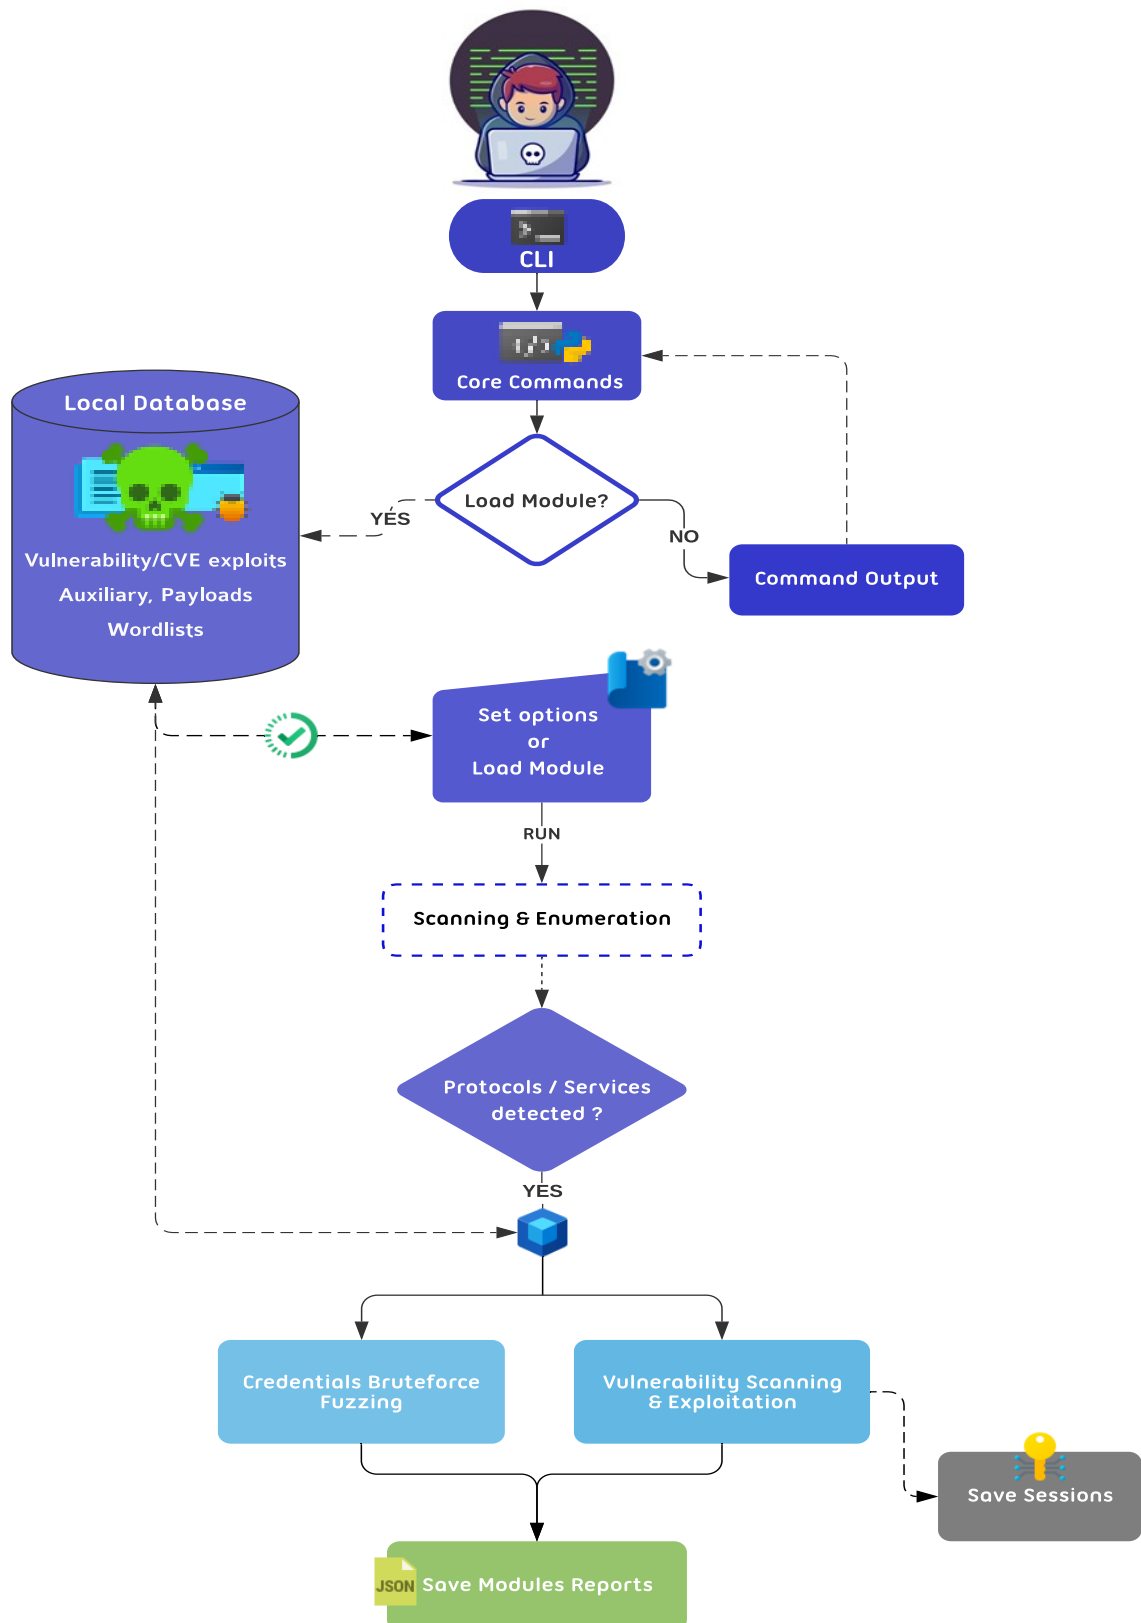 CLI
Core Commands
Local Database
Load Module?
YES
NO
Vulnerability/CVE exploits
Auxiliary, Payloads
Wordlists
Command Output
Set options
or
Load Module
RUN
Scanning & Enumeration
Protocols / Services
detected ?
YES
Credentials Bruteforce
Fuzzing
Vulnerability Scanning
& Exploitation
Save Sessions
JSON
Save Modules Reports